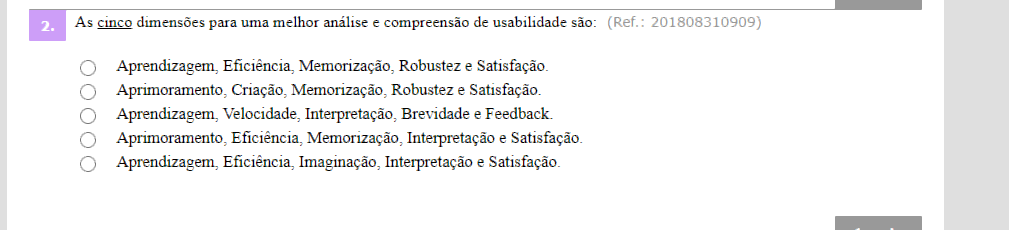 2. As cinco dimensões para uma melhor análise e compreensão de usabilidade são: (Ref.: 201808310909)
Aprendizagem, Eficiência, Memorização, Robustez e Satisfação.
Aprimoramento, Criação, Memorização, Robustez e Satisfação.
Aprendizagem, Velocidade, Interpretação, Brevidade e Feedback.
Aprimoramento, Eficiência, Memorização, Interpretação e Satisfação.
Aprendizagem, Eficiência, Imaginação, Interpretação e Satisfação.